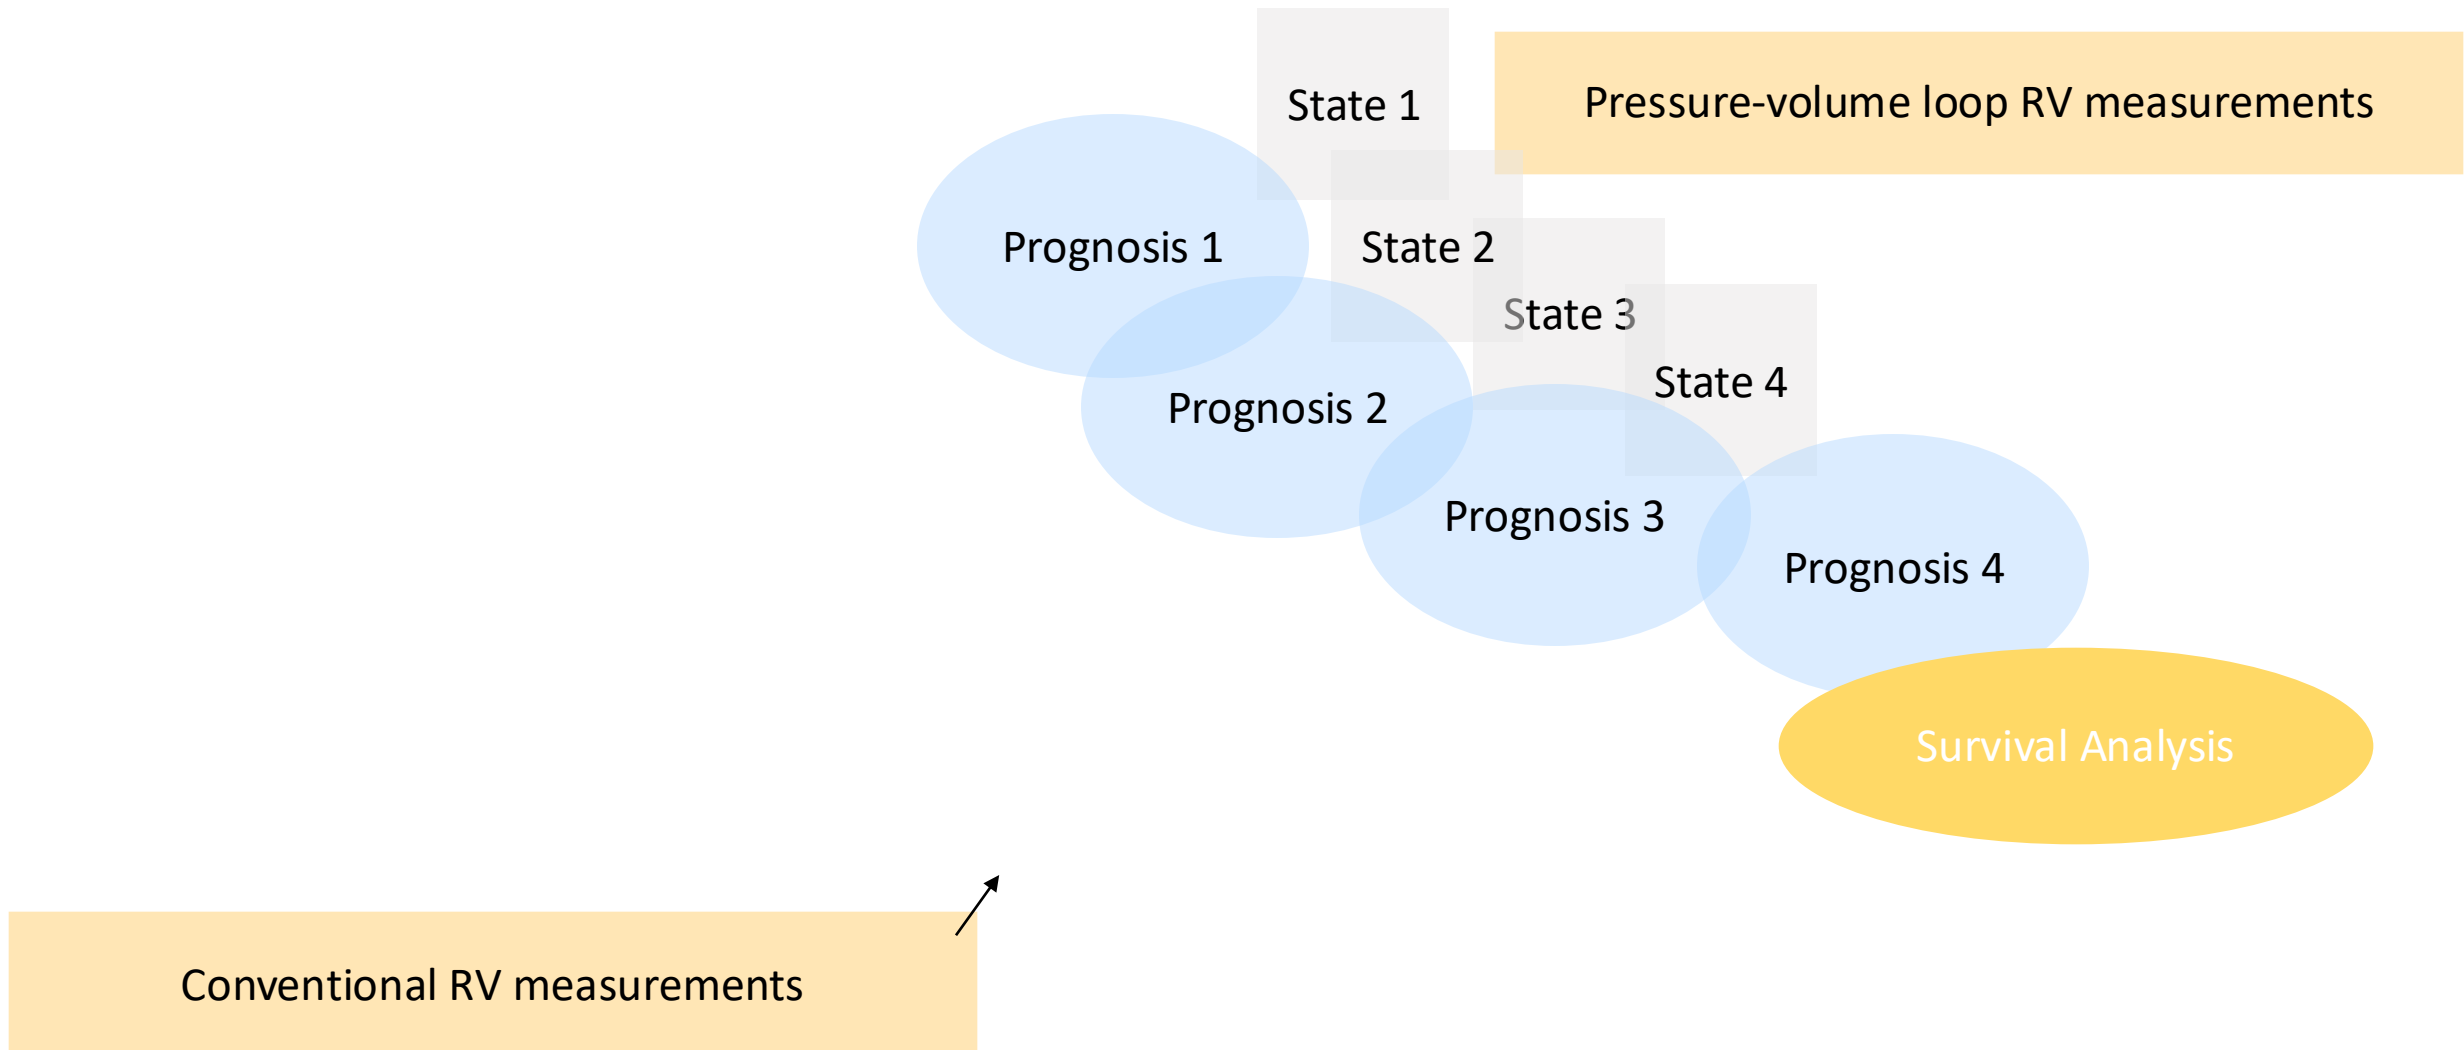 State 1
Pressure-volume loop RV measurements
Prognosis 1
State 2
State 3
State 4
Prognosis 2
Prognosis 3
Prognosis 4
Survival Analysis
Conventional RV measurements